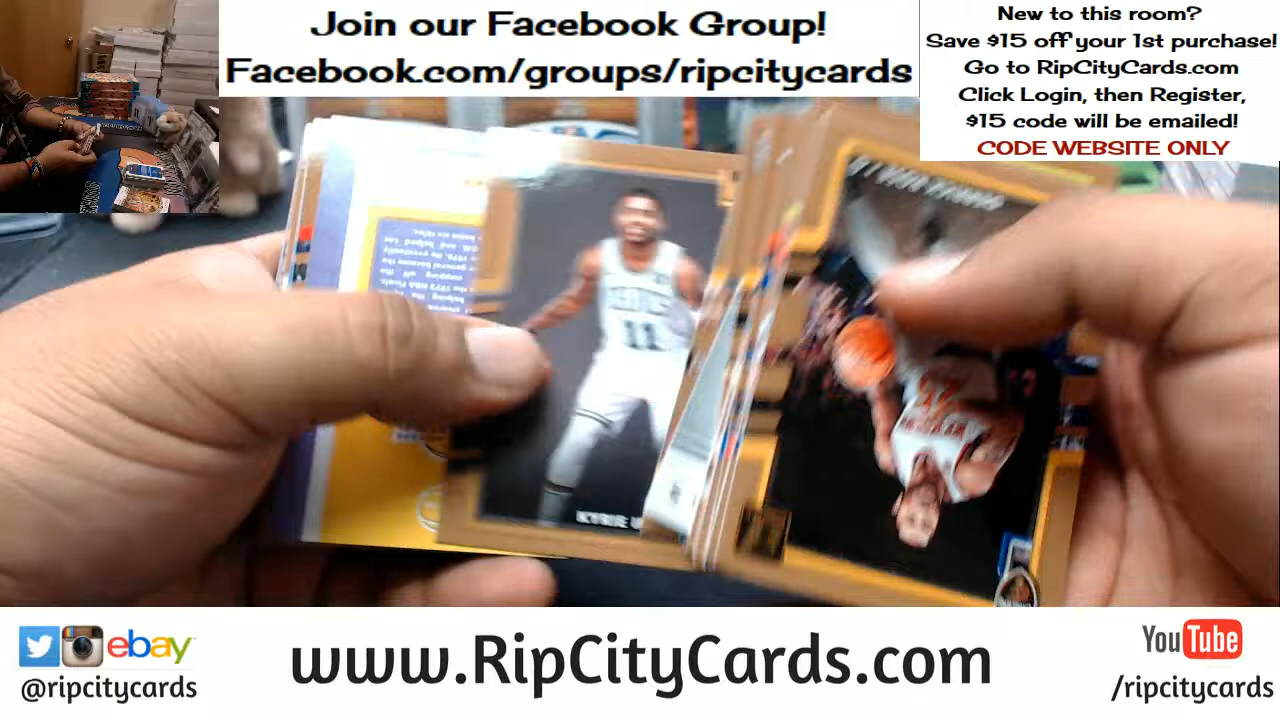 Join our Facebook Group!
Facebook.com/groups/ripcitycards
New to this room?
Save $15 off your 1st purchase!
Go to RipCityCards.com
Click Login, then Register,
$15 code will be emailed!
CODE WEBSITE ONLY
11
KYRIE
ebay
@ripcitycards
www.RipCityCards.com
YouTube
/ripcitycards